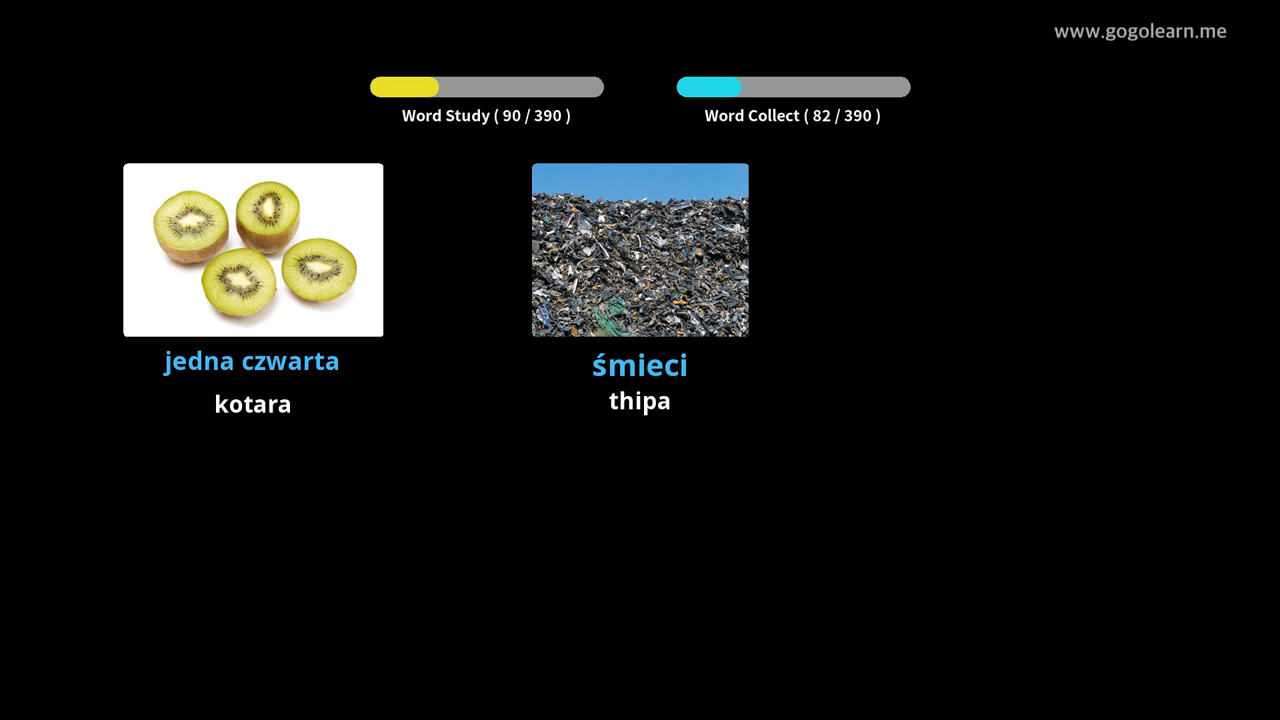 www.gogolearn.me
Word Study ( 90 / 390 )
Word Collect ( 82 / 390 )
jedna czwarta
kotara
śmieci
thipa